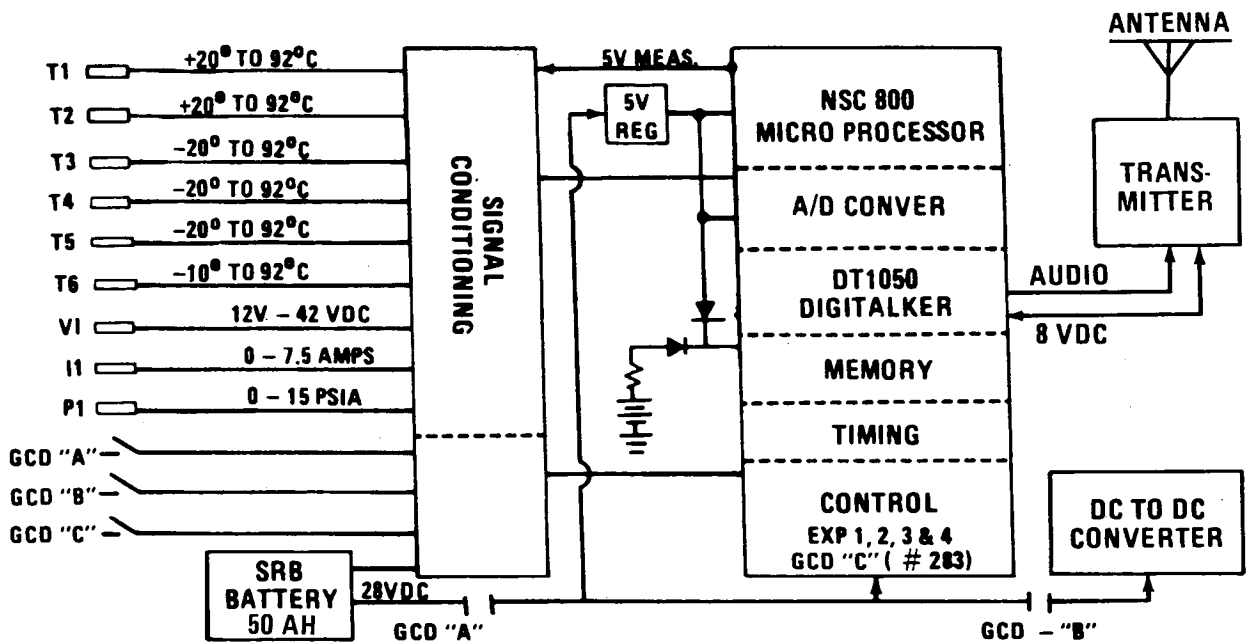 T1 +20° TO 92°C
T2 +20° TO 92°C
T3 -20° TO 92°C
T4 -20° TO 92°C
T5 -20° TO 92°C
T6 -10° TO 92°C
V1 12V - 42 VDC
I1 0 - 7.5 AMPS
P1 0 - 15 PSIA
GCD "A"
GCD "B"
GCD "C"
SRB
BATTERY
50 AH
28VDC
GCD "A"
SIGNAL
CONDITIONING
5V MEAS.
5V
REG
NSC 800
MICRO PROCESSOR
A/D CONVER
DT1050
DIGITALKER
MEMORY
TIMING
CONTROL
EXP 1, 2, 3 & 4
GCD "C" ( # 283)
ANTENNA
TRANS-
MITTER
AUDIO
8 VDC
DC TO DC
CONVERTER
GCD - "B"